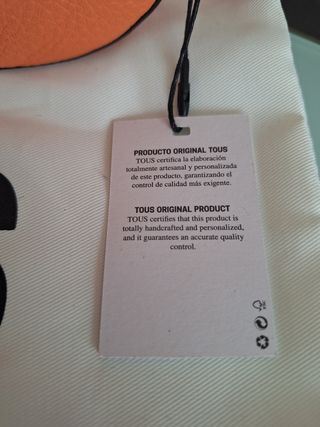 PRODUCTO ORIGINAL TOUS
TOUS certifica la elaboración
totalmente artesanal y personalizada
de este producto, garantizando el
control de calidad más exigente.
TOUS ORIGINAL PRODUCT
TOUS certifies that this product is
totally handcrafted and personalized,
and it guarantees an accurate quality
control.